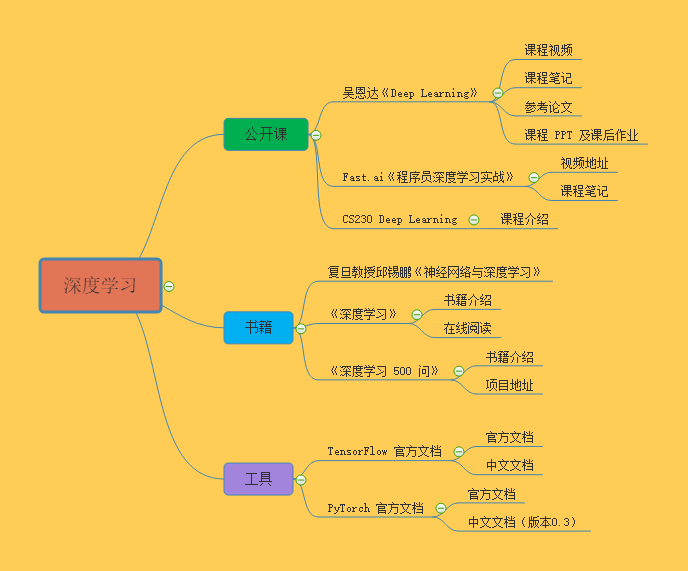 深度学习
公开课
吴恩达《Deep Learning》
课程视频
课程笔记
参考论文
课程 PPT 及课后作业
Fast.ai《程序员深度学习实战》
视频地址
课程笔记
CS230 Deep Learning
课程介绍
书籍
复旦教授邱锡鹏《神经网络与深度学习》
《深度学习》
书籍介绍
在线阅读
《深度学习 500 问》
书籍介绍
项目地址
工具
TensorFlow 官方文档
官方文档
中文文档
PyTorch 官方文档
官方文档
中文文档（版本0.3）